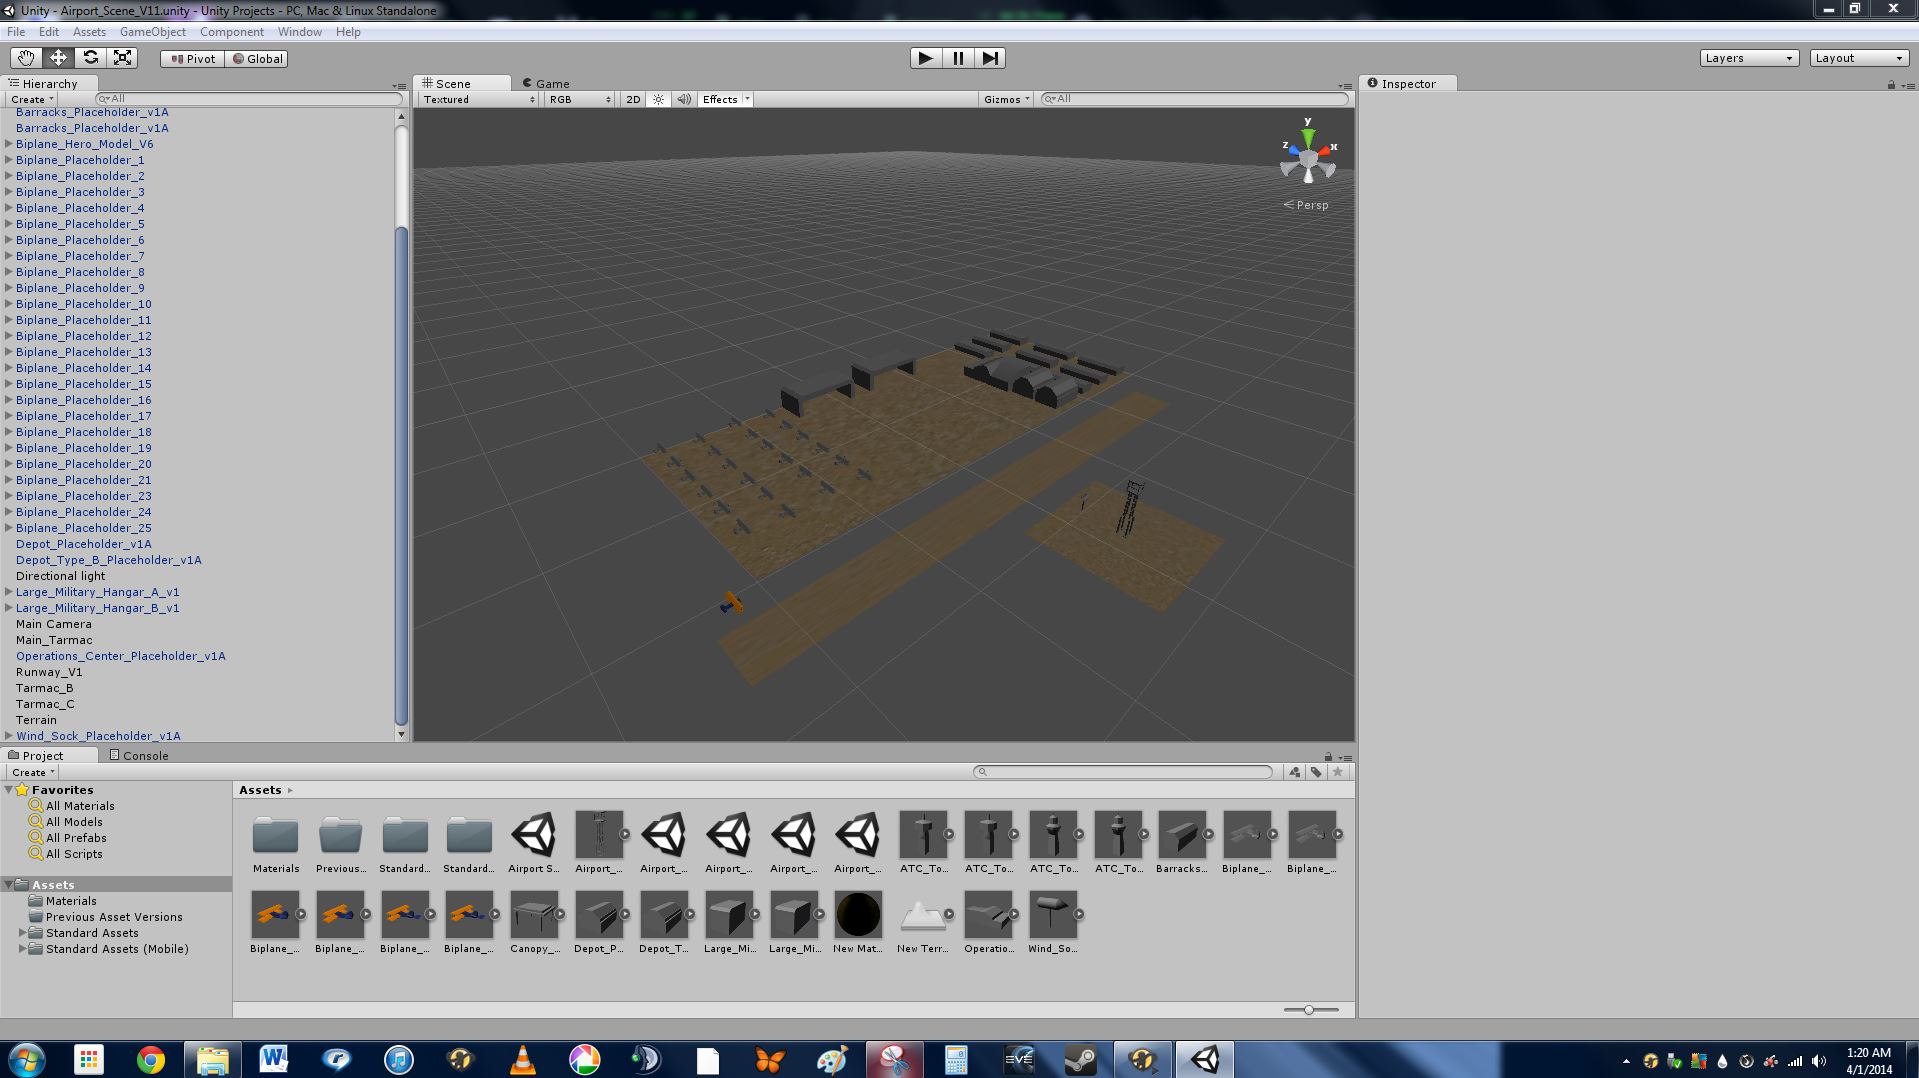 Unity - Airport_Scene_V11.unity - Unity Projects - PC, Mac & Linux Standalone
File Edit Assets GameObject Component Window Help
Pivot Global Layers Layout
Hierarchy
Create All
Barracks_Placeholder_v1A
Barracks_Placeholder_v1A
Biplane_Hero_Model_V6
Biplane_Placeholder_1
Biplane_Placeholder_2
Biplane_Placeholder_3
Biplane_Placeholder_4
Biplane_Placeholder_5
Biplane_Placeholder_6
Biplane_Placeholder_7
Biplane_Placeholder_8
Biplane_Placeholder_9
Biplane_Placeholder_10
Biplane_Placeholder_11
Biplane_Placeholder_12
Biplane_Placeholder_13
Biplane_Placeholder_14
Biplane_Placeholder_15
Biplane_Placeholder_16
Biplane_Placeholder_17
Biplane_Placeholder_18
Biplane_Placeholder_19
Biplane_Placeholder_20
Biplane_Placeholder_21
Biplane_Placeholder_23
Biplane_Placeholder_24
Biplane_Placeholder_25
Depot_Placeholder_v1A
Depot_Type_B_Placeholder_v1A
Directional light
Large_Military_Hangar_A_v1
Large_Military_Hangar_B_v1
Main Camera
Main_Tarmac
Operations_Center_Placeholder_v1A
Runway_V1
Tarmac_B
Tarmac_C
Terrain
Wind_Sock_Placeholder_v1A
Scene Game
Textured RGB 2D Effects Gizmos All
y
z x
Persp
Inspector
Project Console
Create
Favorites
All Materials
All Models
All Prefabs
All Scripts
Assets
Materials
Previous Asset Versions
Standard Assets
Standard Assets (Mobile)
Assets
Materials Previous... Standard... Standard... Airport S... Airport_... Airport_... Airport_... Airport_... Airport_... ATC_To... ATC_To... ATC_To... ATC_To... Barracks... Biplane_... Biplane_...
Biplane_... Biplane_... Biplane_... Biplane_... Canopy_... Depot_P... Depot_T... Large_Mi... Large_Mi... New Mat... New Terr... Operatio... Wind_So...
W EVE
1:20 AM
4/1/2014